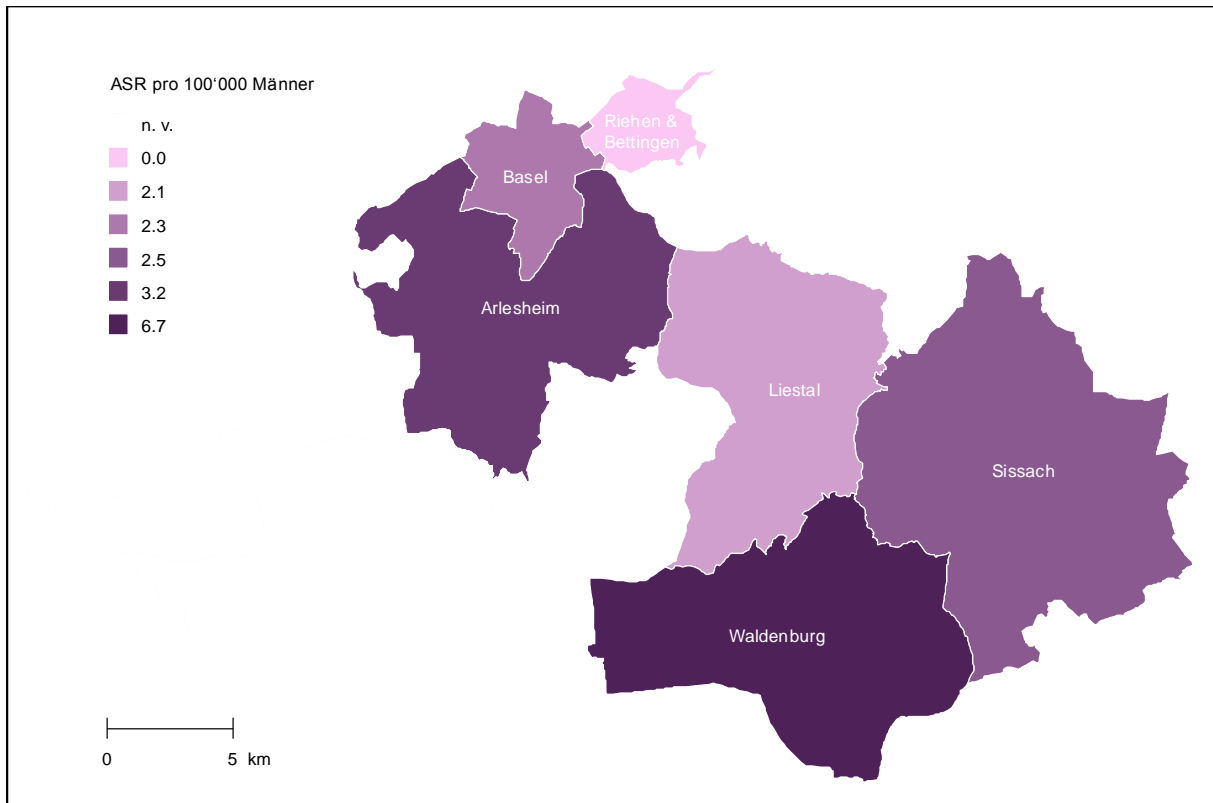 ASR pro 100‘000 Männer
n. v.
0.0
2.1
2.3
2.5
3.2
6.7
Riehen &
Bettingen
Basel
Arlesheim
Liestal
Sissach
Waldenburg
0 5 km